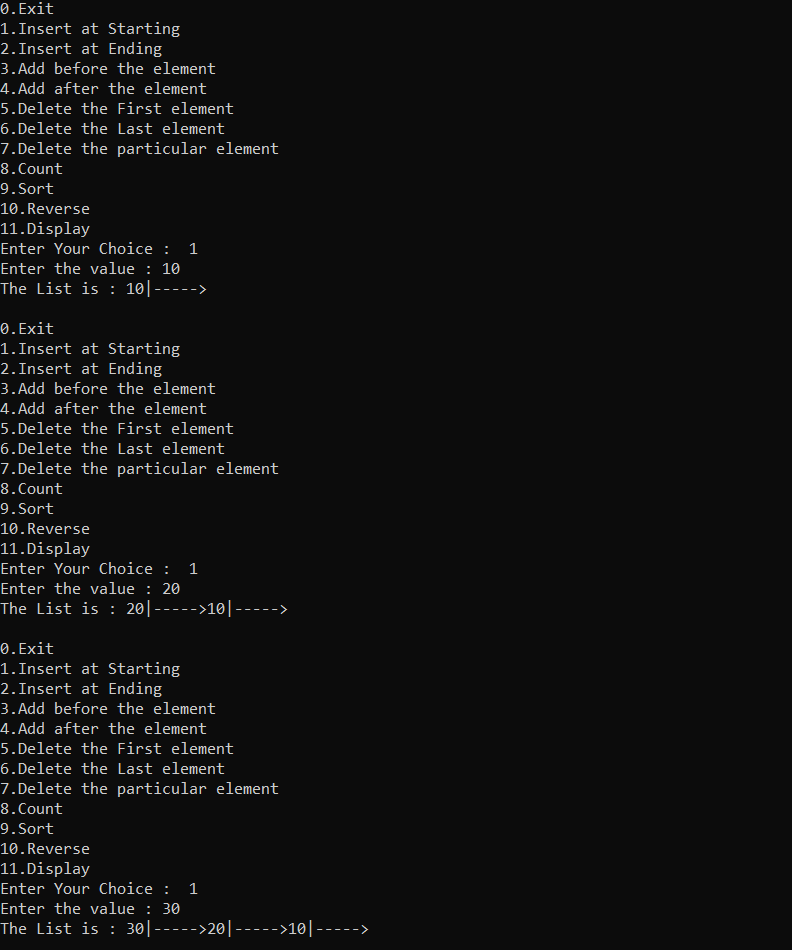 0.Exit
1.Insert at Starting
2.Insert at Ending
3.Add before the element
4.Add after the element
5.Delete the First element
6.Delete the Last element
7.Delete the particular element
8.Count
9.Sort
10.Reverse
11.Display
Enter Your Choice :  1
Enter the value : 10
The List is : 10|----->

0.Exit
1.Insert at Starting
2.Insert at Ending
3.Add before the element
4.Add after the element
5.Delete the First element
6.Delete the Last element
7.Delete the particular element
8.Count
9.Sort
10.Reverse
11.Display
Enter Your Choice :  1
Enter the value : 20
The List is : 20|----->10|----->

0.Exit
1.Insert at Starting
2.Insert at Ending
3.Add before the element
4.Add after the element
5.Delete the First element
6.Delete the Last element
7.Delete the particular element
8.Count
9.Sort
10.Reverse
11.Display
Enter Your Choice :  1
Enter the value : 30
The List is : 30|----->20|----->10|----->